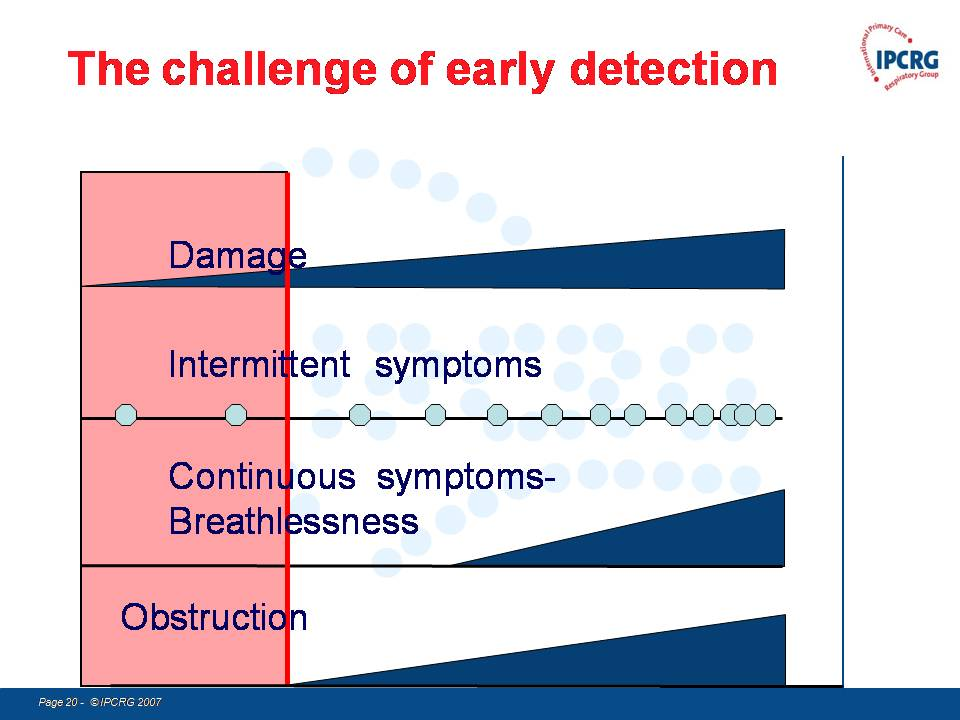 The challenge of early detection
International Primary Care
IPCRG
Respiratory Group
Damage
Intermittent symptoms
Continuous symptoms-
Breathlessness
Obstruction
Page 20 - © IPCRG 2007